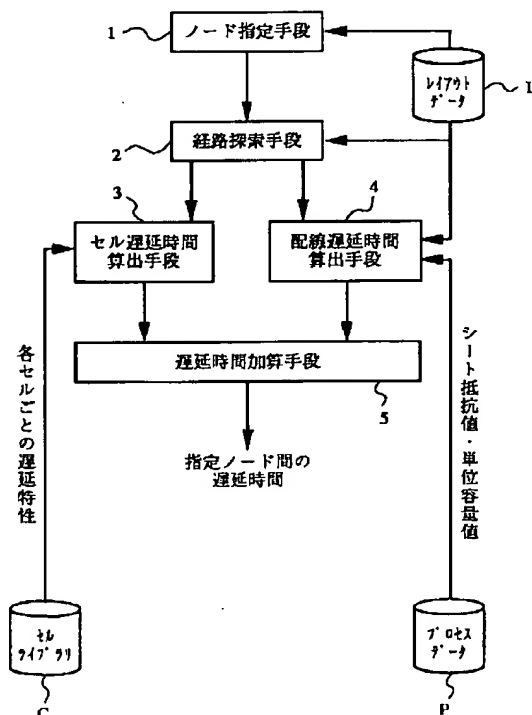 1
ノード指定手段
レイアウト
データ
L
2
経路探索手段
3
セル遅延時間
算出手段
4
配線遅延時間
算出手段
遅延時間加算手段
5
指定ノード間の
遅延時間
各セルごとの遅延特性
シート抵抗値・単位容量値
セル
ライブラリ
C
プロセス
データ
P